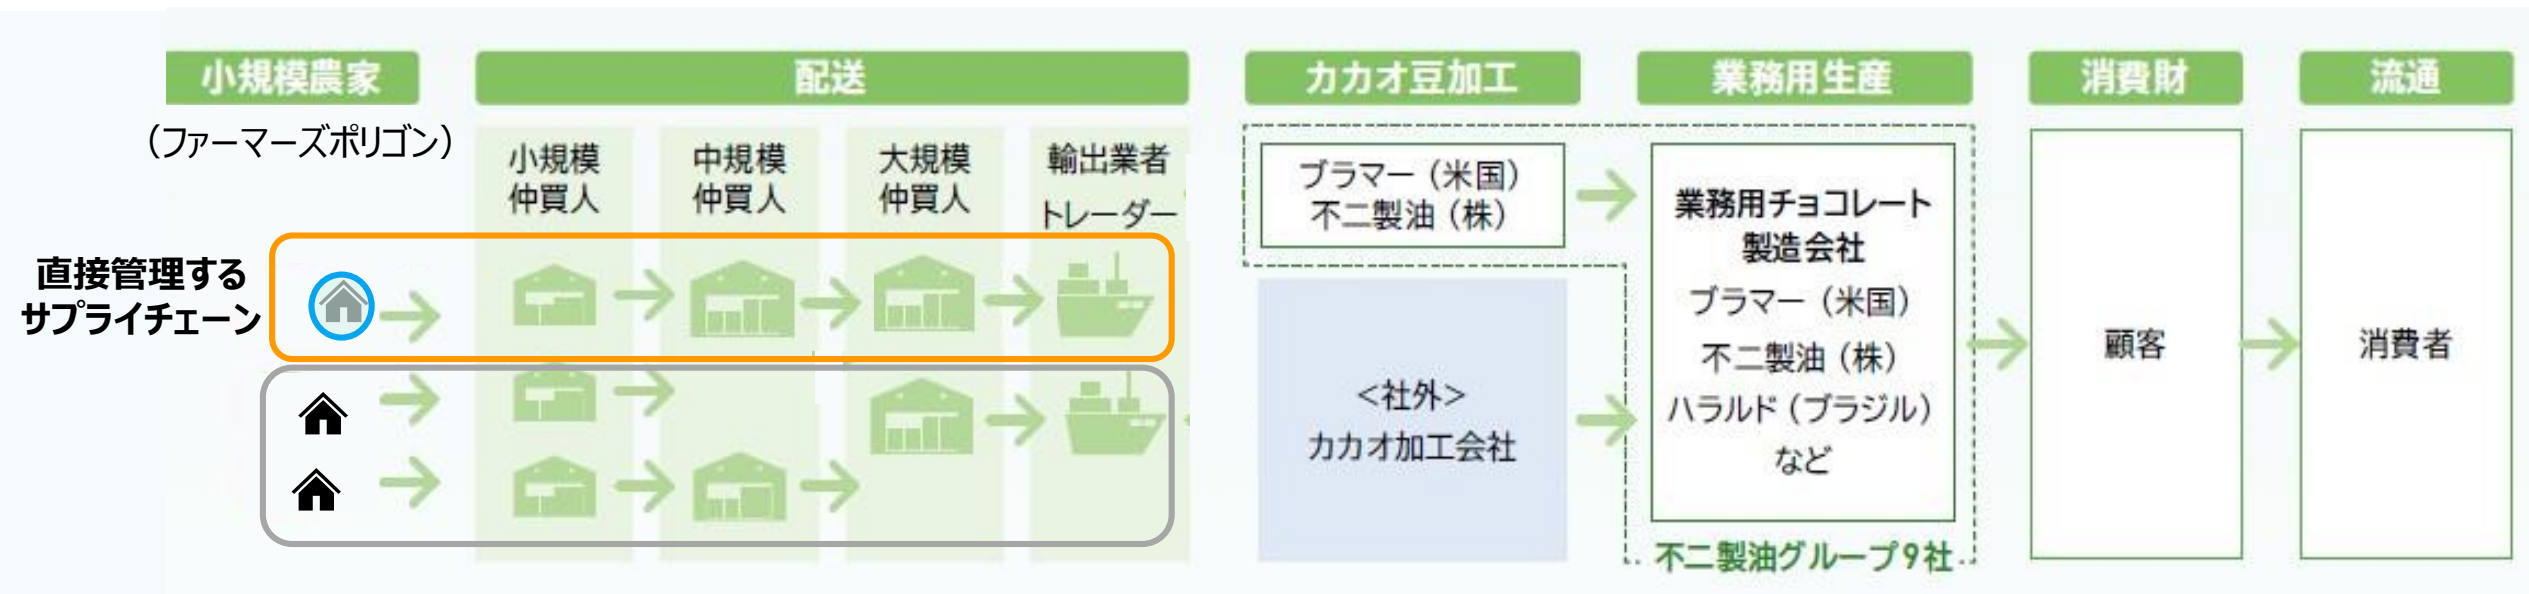 小規模農家
配送
カカオ豆加工
業務用生産
消費財
流通
（ファーマーズポリゴン）
小規模
仲買人
中規模
仲買人
大規模
仲買人
輸出業者
トレーダー
直接管理する
サプライチェーン
ブラマー（米国）
不二製油（株）
<社外>
カカオ加工会社
業務用チョコレート
製造会社
ブラマー（米国）
不二製油（株）
ハラルド（ブラジル）
など
不二製油グループ9社
顧客
消費者